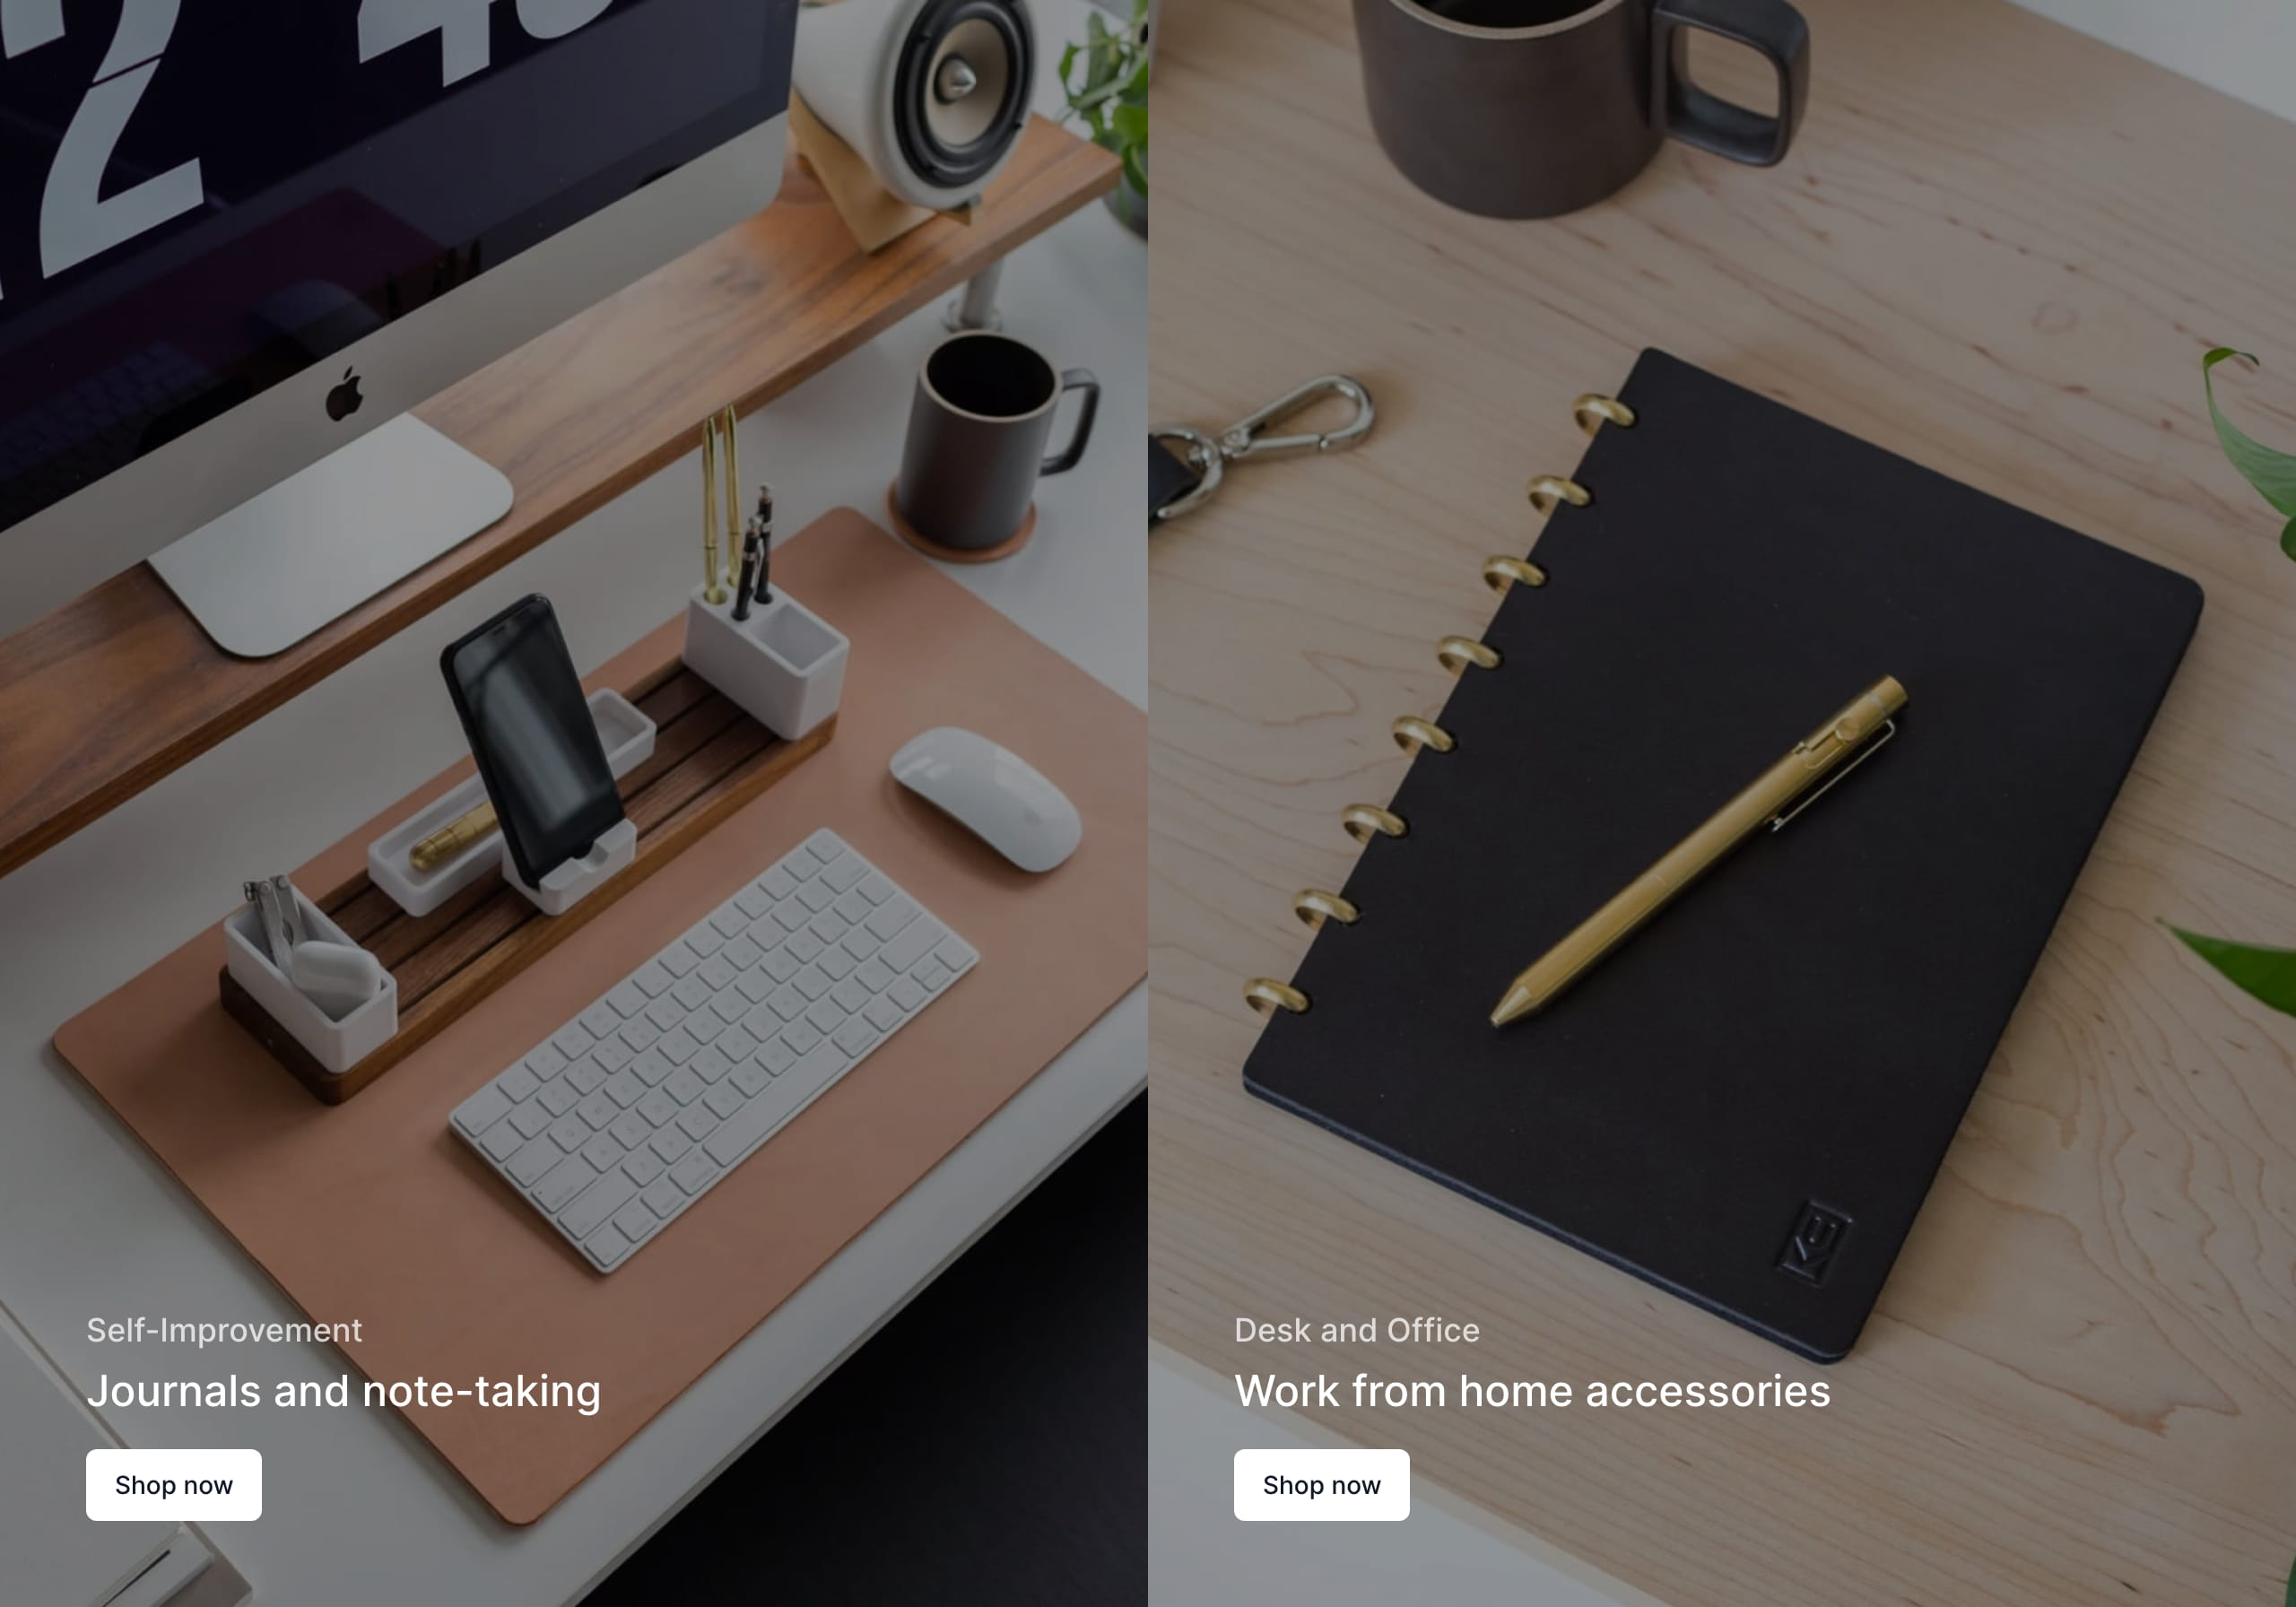 Self-Improvement
Journals and note-taking
Shop now
Desk and Office
Work from home accessories
Shop now